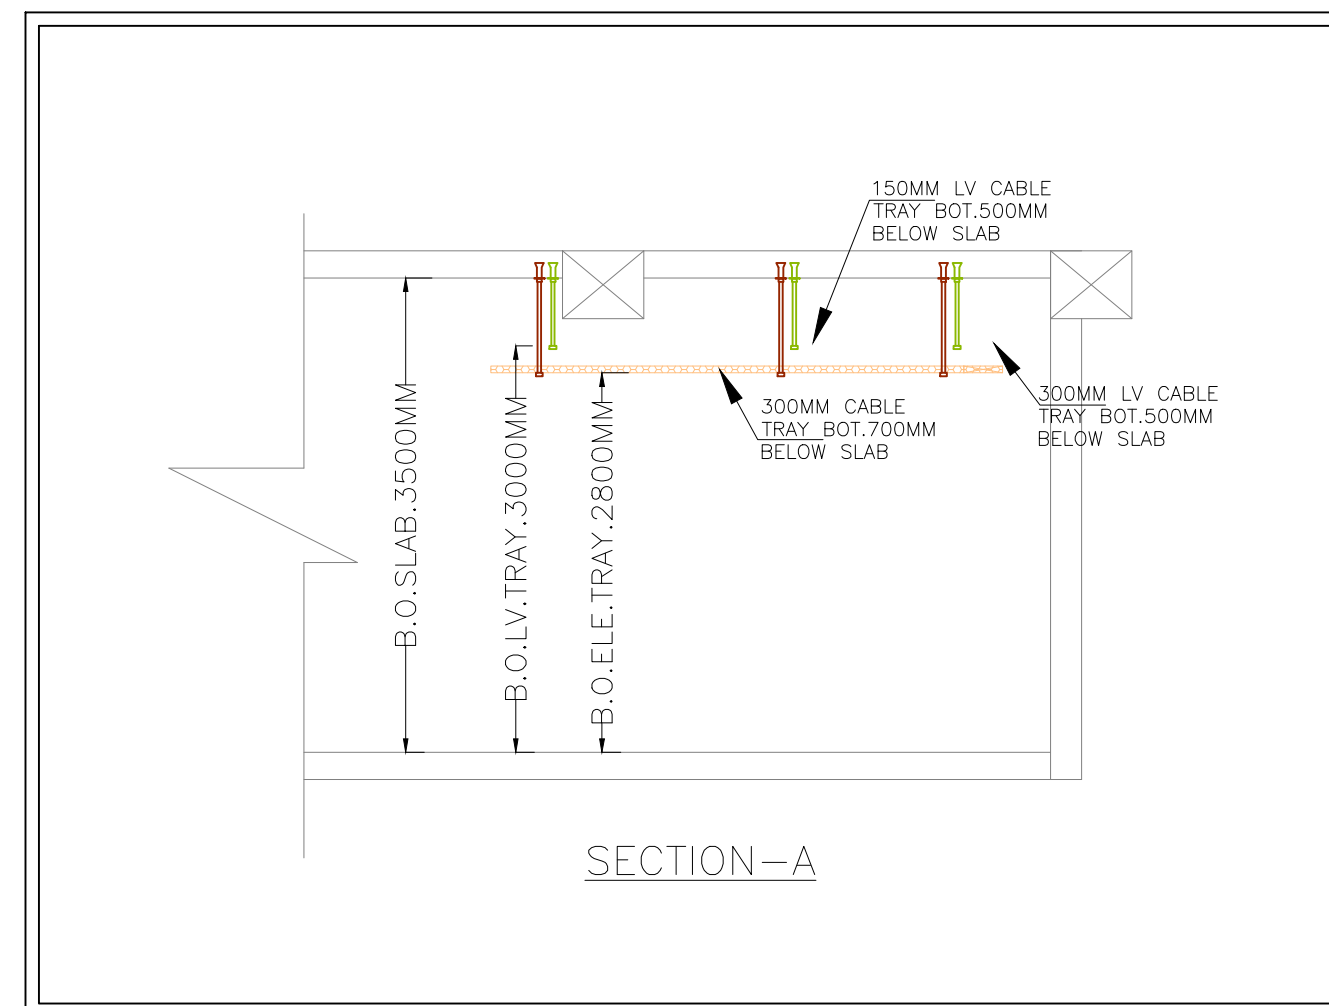 150MM LV CABLE
TRAY BOT.500MM
BELOW SLAB
300MM CABLE
TRAY BOT.700MM
BELOW SLAB
300MM LV CABLE
TRAY BOT.500MM
BELOW SLAB
B.O.SLAB.3500MM
B.O.LV.TRAY.3000MM
B.O.ELE.TRAY.2800MM
SECTION-A